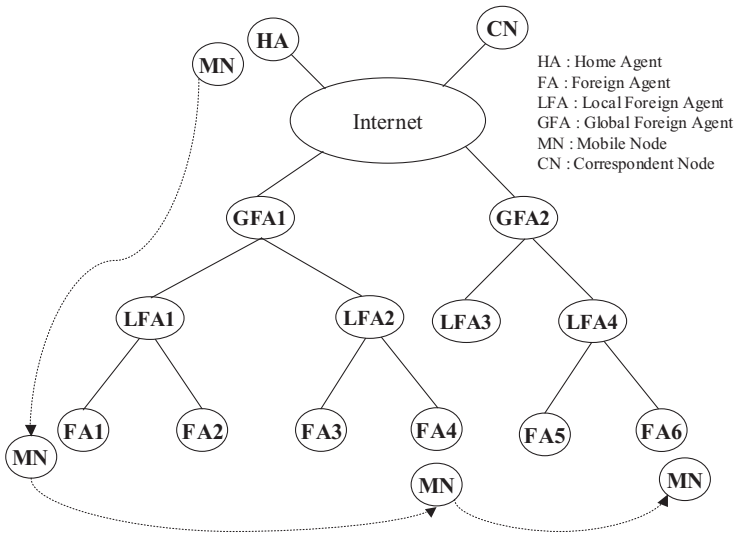 HA
CN
MN
HA : Home Agent
FA : Foreign Agent
LFA : Local Foreign Agent
GFA : Global Foreign Agent
MN : Mobile Node
CN : Correspondent Node
Internet
GFA1
GFA2
LFA1
LFA2
LFA3
LFA4
FA1
FA2
FA3
FA4
FA5
FA6
MN
MN
MN